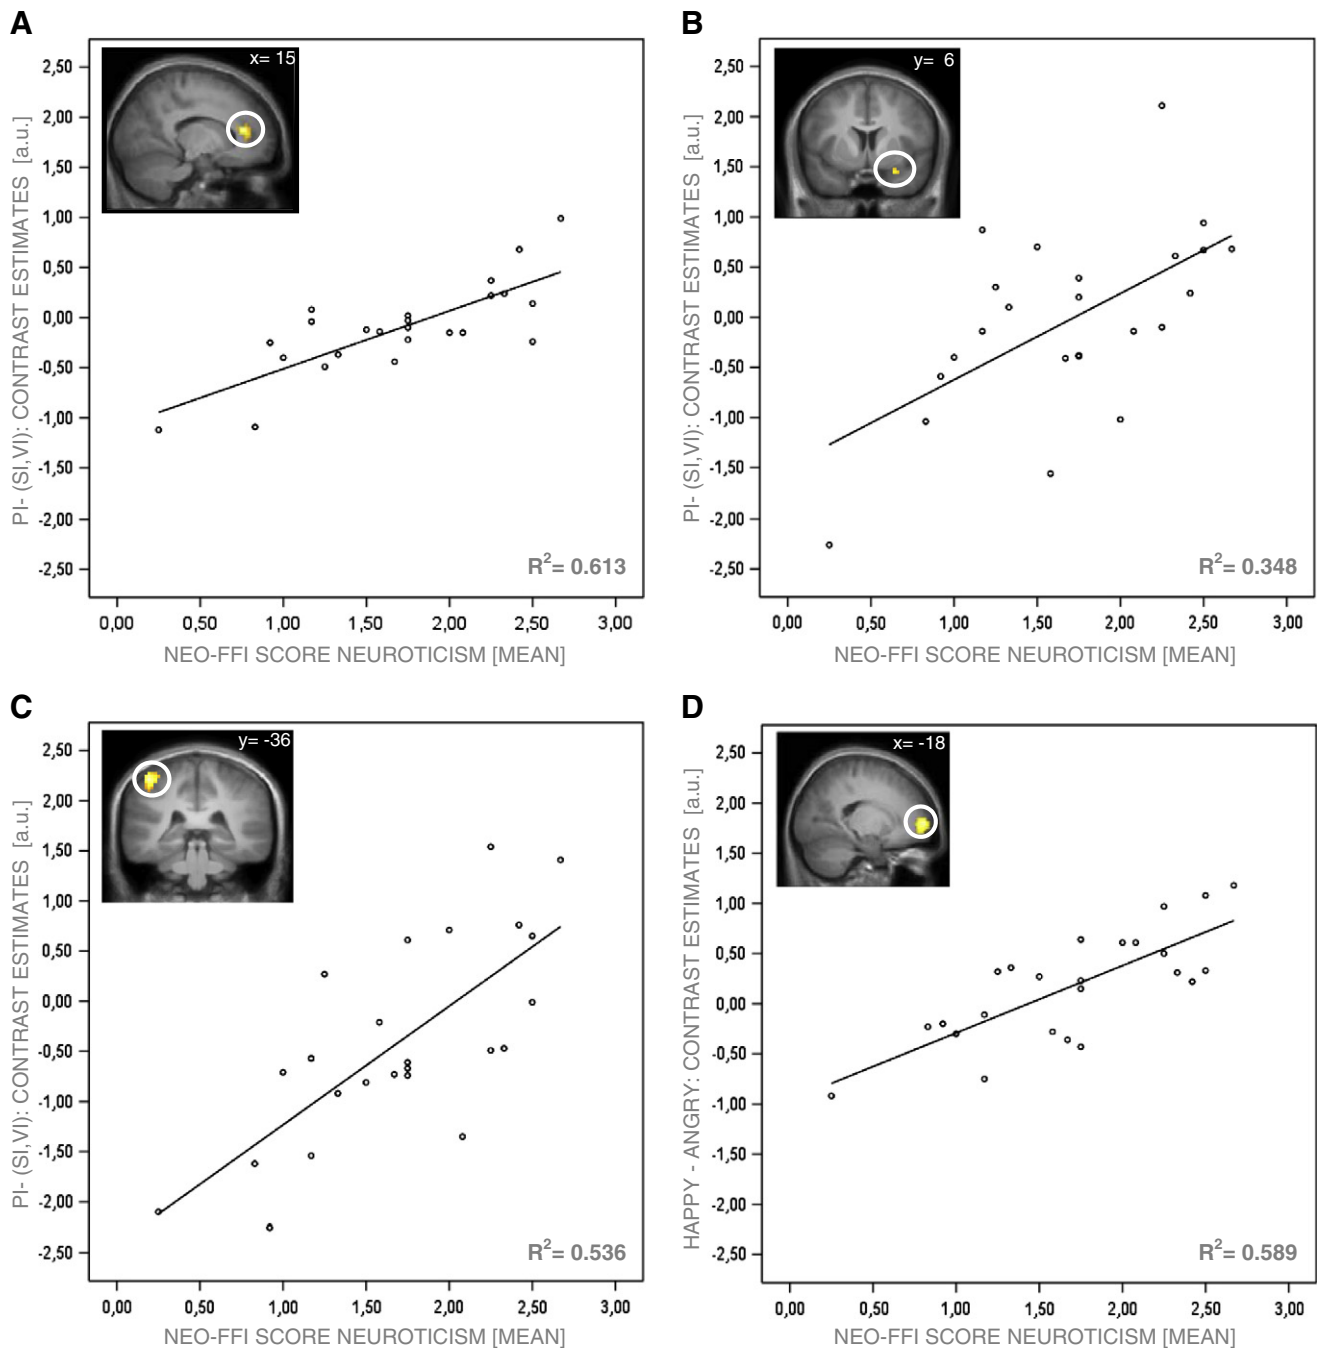 A
x= 15
PI- (SI,VI): CONTRAST ESTIMATES [a.u.]
2,50
2,00
1,50
1,00
0,50
0,00
-0,50
-1,00
-1,50
-2,00
-2,50
R²= 0.613
0,00 0,50 1,00 1,50 2,00 2,50 3,00
NEO-FFI SCORE NEUROTICISM [MEAN]
B
y= 6
PI- (SI,VI): CONTRAST ESTIMATES [a.u.]
2,50
2,00
1,50
1,00
0,50
0,00
-0,50
-1,00
-1,50
-2,00
-2,50
R²= 0.348
0,00 0,50 1,00 1,50 2,00 2,50 3,00
NEO-FFI SCORE NEUROTICISM [MEAN]
C
y= -36
PI- (SI,VI): CONTRAST ESTIMATES [a.u.]
2,50
2,00
1,50
1,00
0,50
0,00
-0,50
-1,00
-1,50
-2,00
-2,50
R²= 0.536
0,00 0,50 1,00 1,50 2,00 2,50 3,00
NEO-FFI SCORE NEUROTICISM [MEAN]
D
x= -18
HAPPY - ANGRY: CONTRAST ESTIMATES [a.u.]
2,50
2,00
1,50
1,00
0,50
0,00
-0,50
-1,00
-1,50
-2,00
-2,50
R²= 0.589
0,00 0,50 1,00 1,50 2,00 2,50 3,00
NEO-FFI SCORE NEUROTICISM [MEAN]